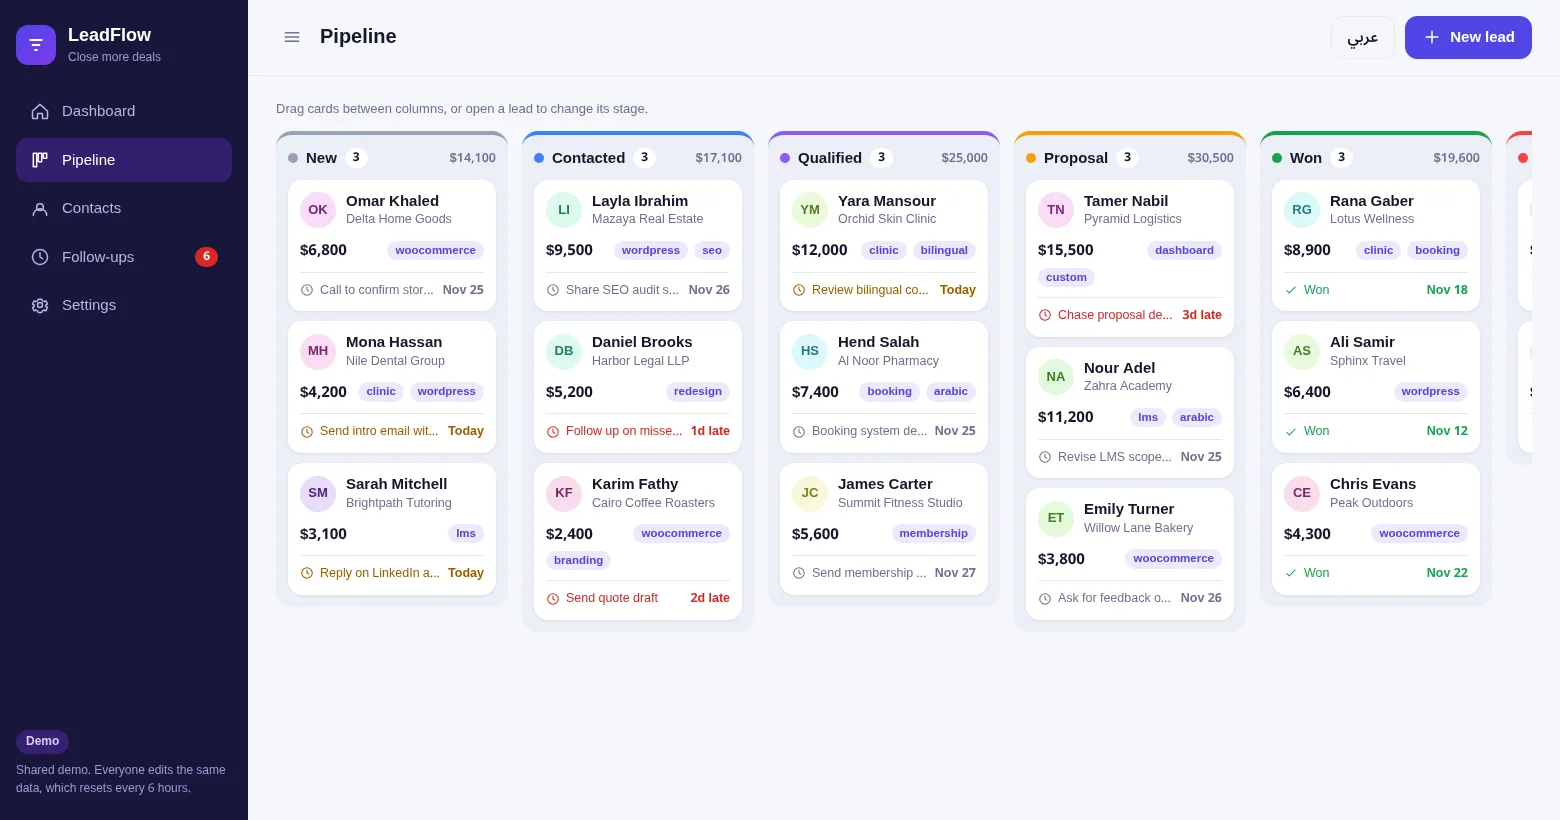 LeadFlow
Close more deals
Dashboard
Pipeline
Contacts
Follow-ups 6
Settings
Demo
Shared demo. Everyone edits the same
data, which resets every 6 hours.
Pipeline
عربي
New lead
Drag cards between columns, or open a lead to change its stage.
New 3 $14,100
OK Omar Khaled
Delta Home Goods
$6,800 woocommerce
Call to confirm stor... Nov 25
MH Mona Hassan
Nile Dental Group
$4,200 clinic wordpress
Send intro email wit... Today
SM Sarah Mitchell
Brightpath Tutoring
$3,100 lms
Reply on LinkedIn a... Today
Contacted 3 $17,100
LI Layla Ibrahim
Mazaya Real Estate
$9,500 wordpress seo
Share SEO audit s... Nov 26
DB Daniel Brooks
Harbor Legal LLP
$5,200 redesign
Follow up on misse... 1d late
KF Karim Fathy
Cairo Coffee Roasters
$2,400 woocommerce
branding
Send quote draft 2d late
Qualified 3 $25,000
YM Yara Mansour
Orchid Skin Clinic
$12,000 clinic bilingual
Review bilingual co... Today
HS Hend Salah
Al Noor Pharmacy
$7,400 booking arabic
Booking system de... Nov 25
JC James Carter
Summit Fitness Studio
$5,600 membership
Send membership ... Nov 27
Proposal 3 $30,500
TN Tamer Nabil
Pyramid Logistics
$15,500 dashboard
custom
Chase proposal de... 3d late
NA Nour Adel
Zahra Academy
$11,200 lms arabic
Revise LMS scope... Nov 25
ET Emily Turner
Willow Lane Bakery
$3,800 woocommerce
Ask for feedback o... Nov 26
Won 3 $19,600
RG Rana Gaber
Lotus Wellness
$8,900 clinic booking
Won Nov 18
AS Ali Samir
Sphinx Travel
$6,400 wordpress
Won Nov 12
CE Chris Evans
Peak Outdoors
$4,300 woocommerce
Won Nov 22